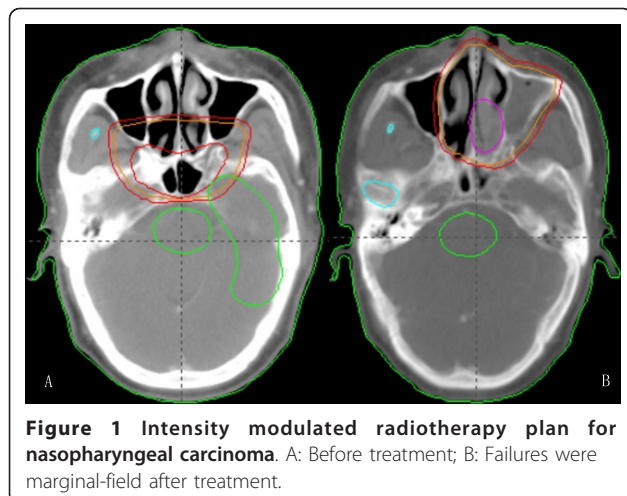 A
B
Figure 1 Intensity modulated radiotherapy plan for
nasopharyngeal carcinoma. A: Before treatment; B: Failures were
marginal-field after treatment.